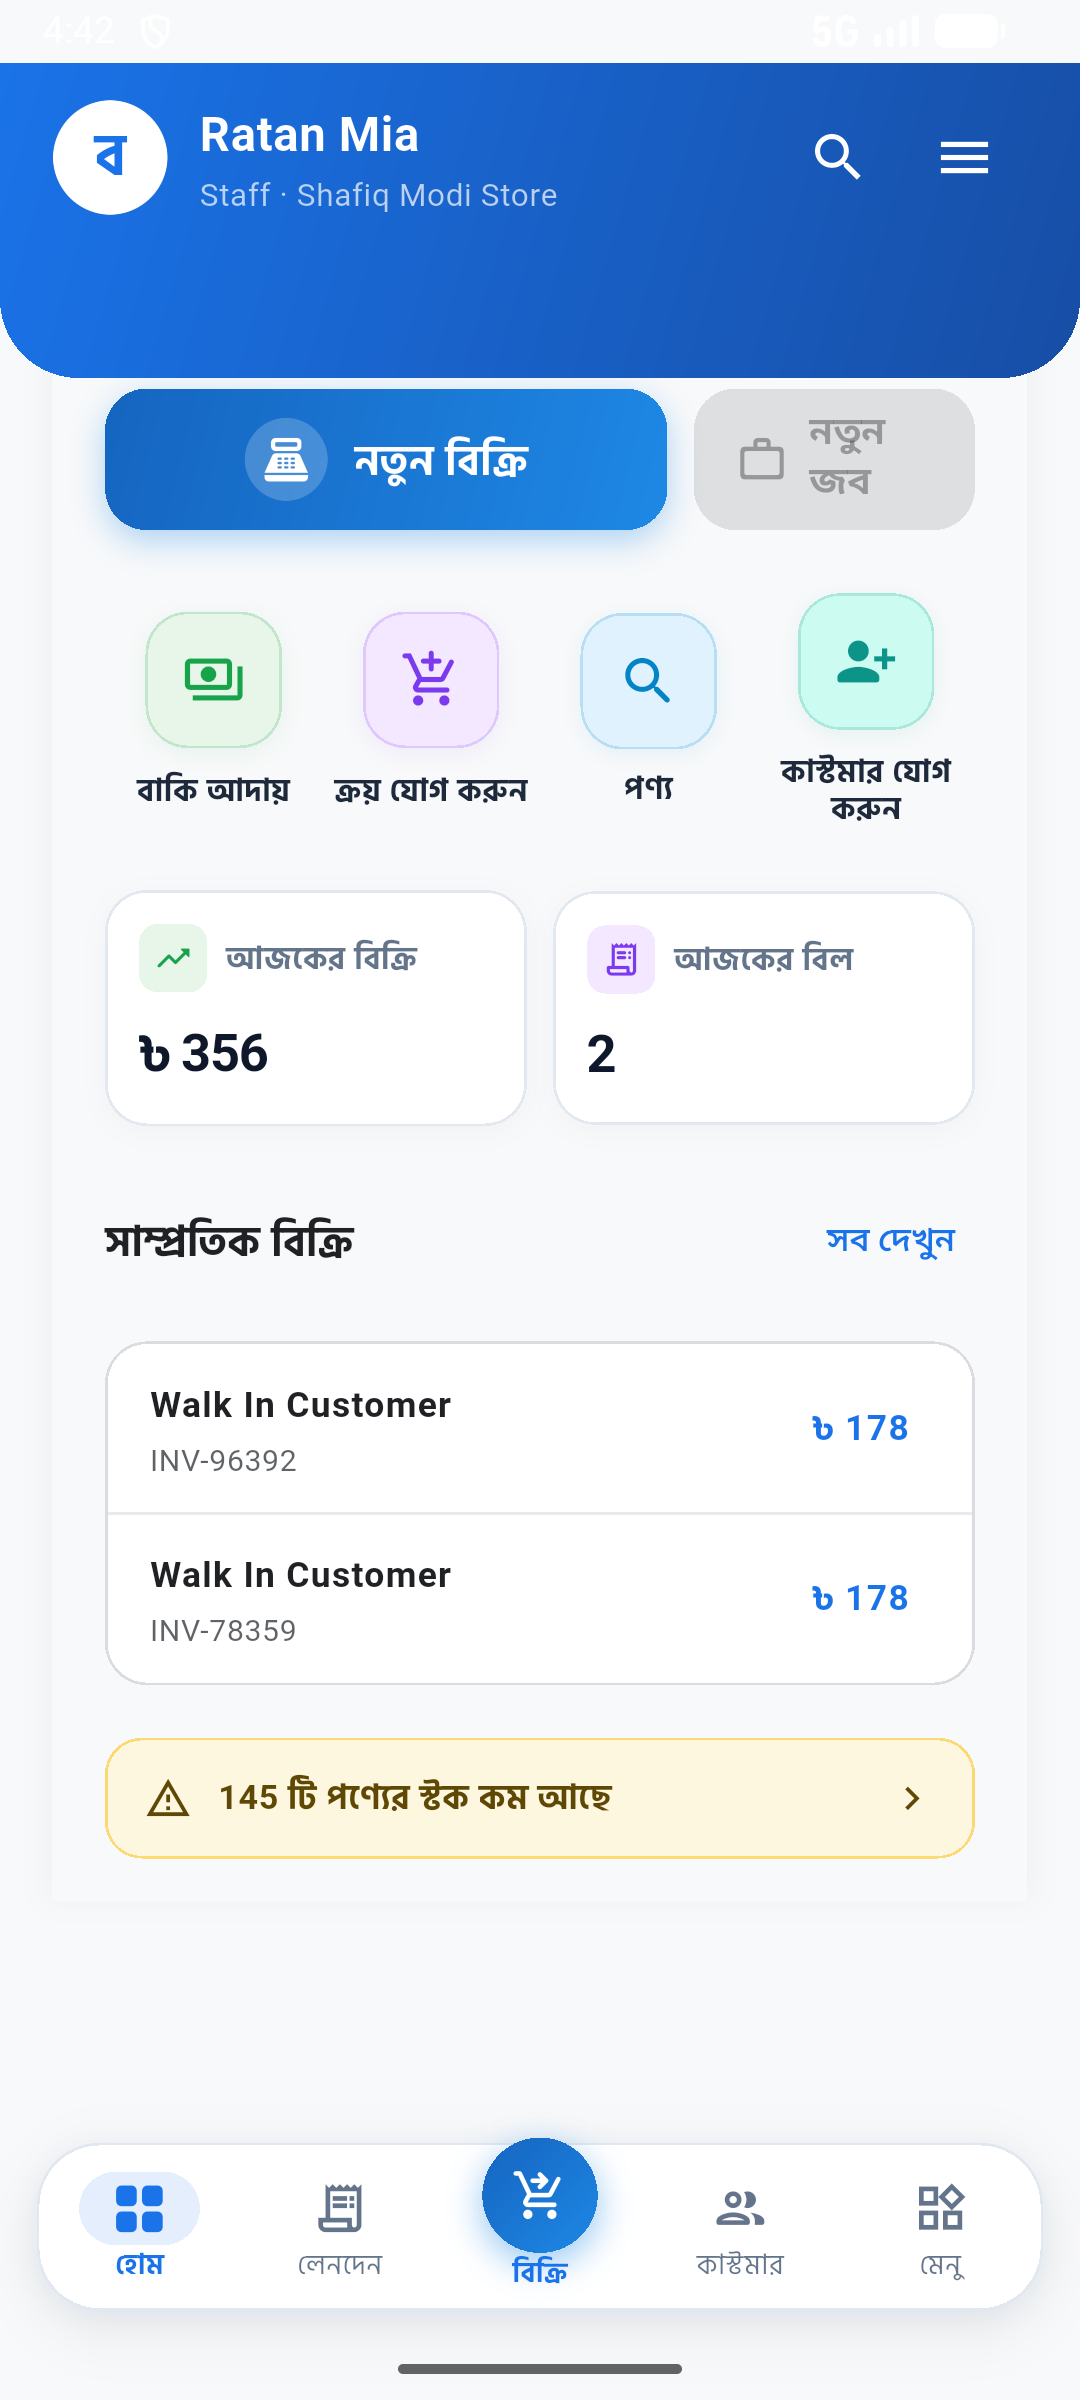 4:42
5G
ব
Ratan Mia
Staff · Shafiq Modi Store
নতুন বিক্রি
নতুন
জব
বাকি আদায়
ক্রয় যোগ করুন
পণ্য
কাস্টমার যোগ
করুন
আজকের বিক্রি
৳ 356
আজকের বিল
2
সাম্প্রতিক বিক্রি
সব দেখুন
Walk In Customer
INV-96392
৳ 178
Walk In Customer
INV-78359
৳ 178
145 টি পণ্যের স্টক কম আছে
হোম
লেনদেন
বিক্রি
কাস্টমার
মেনু